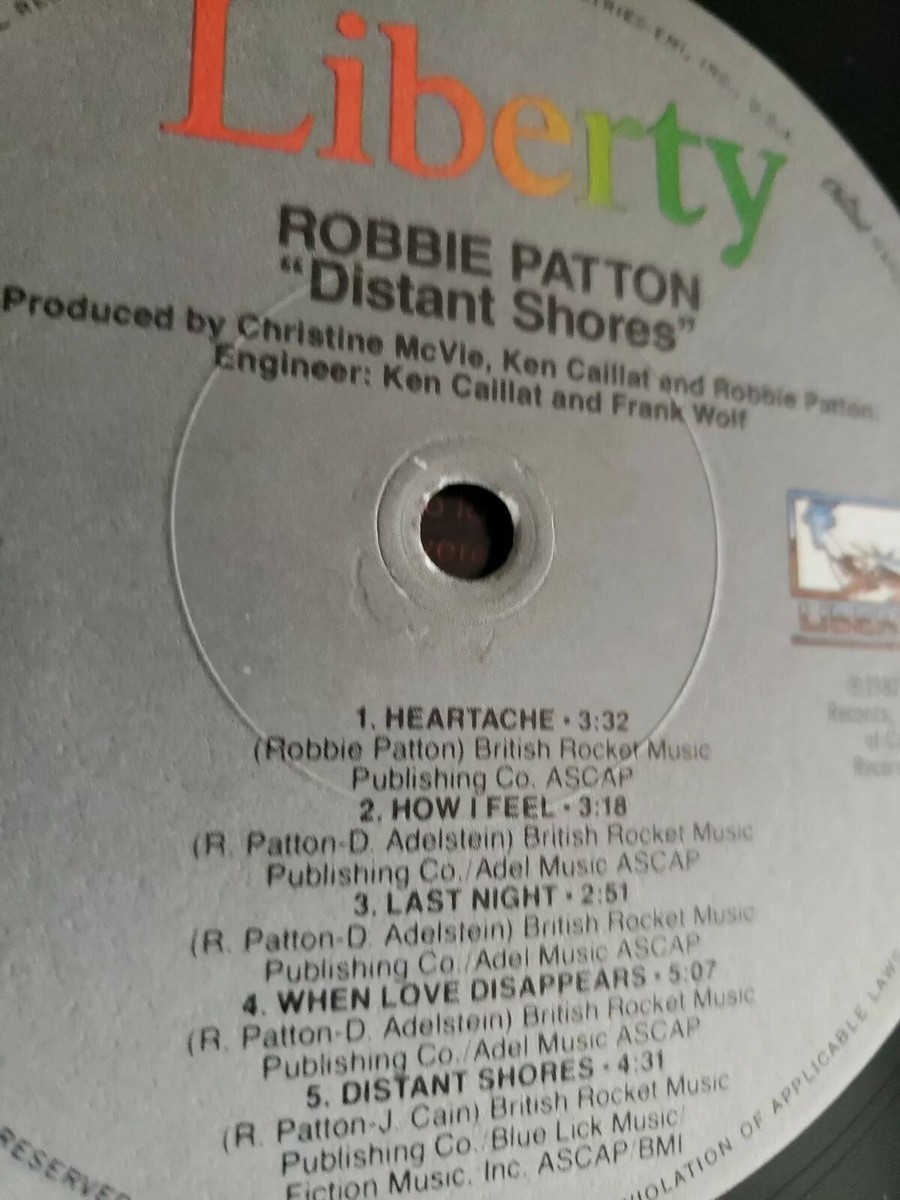 Liberty
ROBBIE PATTON
"Distant Shores"
Produced by Christine McVie, Ken Caillat and Robbie Patton.
Engineer: Ken Caillat and Frank Wolf
1. HEARTACHE • 3:32
(Robbie Patton) British Rocket Music
Publishing Co. ASCAP
2. HOW I FEEL • 3:18
(R. Patton-D. Adelstein) British Rocket Music
Publishing Co./Adel Music ASCAP
3. LAST NIGHT • 2:51
(R. Patton-D. Adelstein) British Rocket Music
Publishing Co./Adel Music ASCAP
4. WHEN LOVE DISAPPEARS • 5:07
(R. Patton-D. Adelstein) British Rocket Music
Publishing Co./Adel Music ASCAP
5. DISTANT SHORES • 4:31
(R. Patton-J. Cain) British Rocket Music
Publishing Co./Blue Lick Music/
Fiction Music, Inc. ASCAP/BMI
VIOLATION OF APPLICABLE LAWS
RESERVED